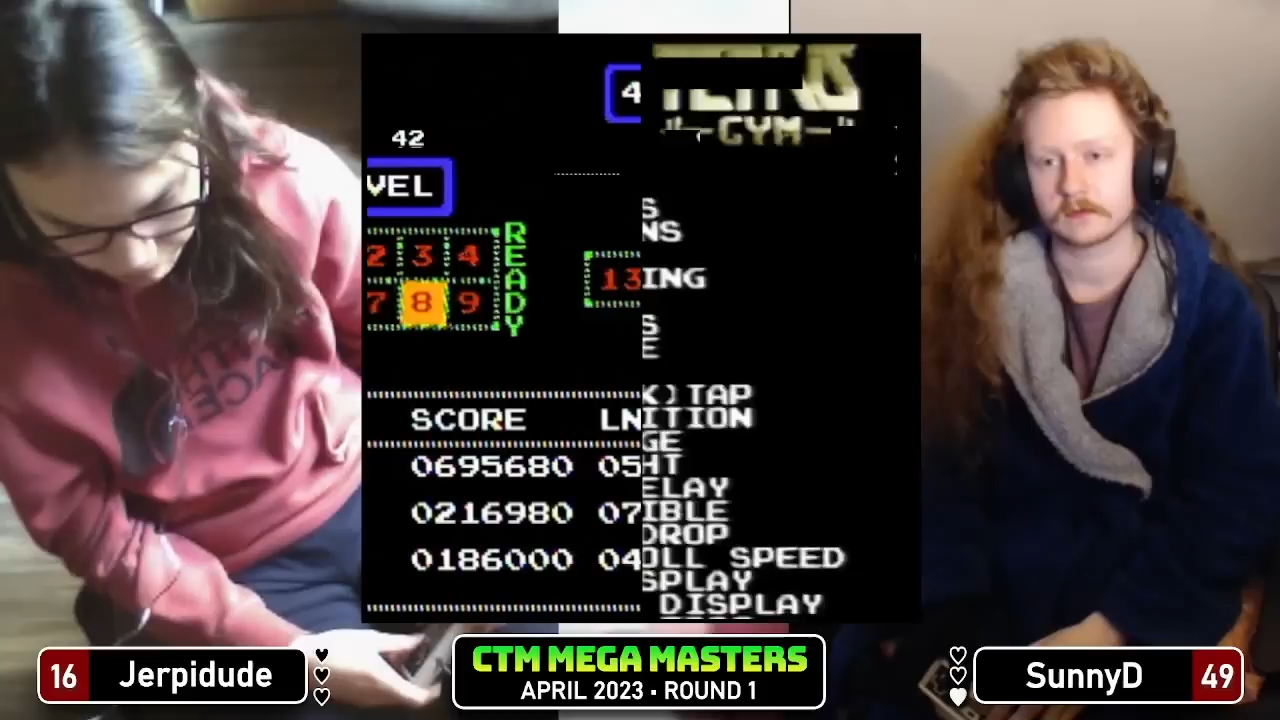 4
TETRIS
"-GYM-"
42
VEL
S
NS
READY
2 3 4
13
ING
7 8 9
S
E
K) TAP
SCORE LN
ITION
GE
0695680 05
HT
ELAY
0216980 07
IBLE
DROP
0186000 04
OLL SPEED
SPLAY
DISPLAY
16 Jerpidude
CTM MEGA MASTERS
APRIL 2023 • ROUND 1
SunnyD 49